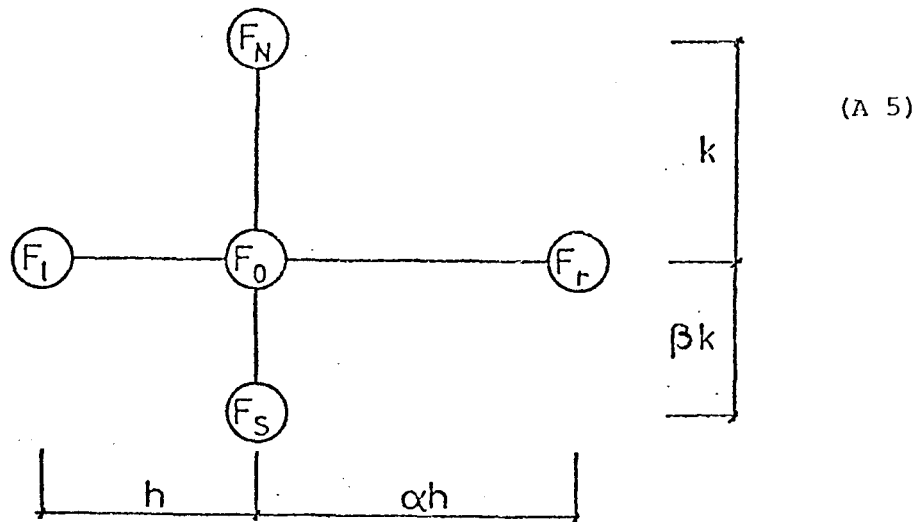 F_N
(A 5)
k
F_l F_0 F_r
βk
F_S
h αh